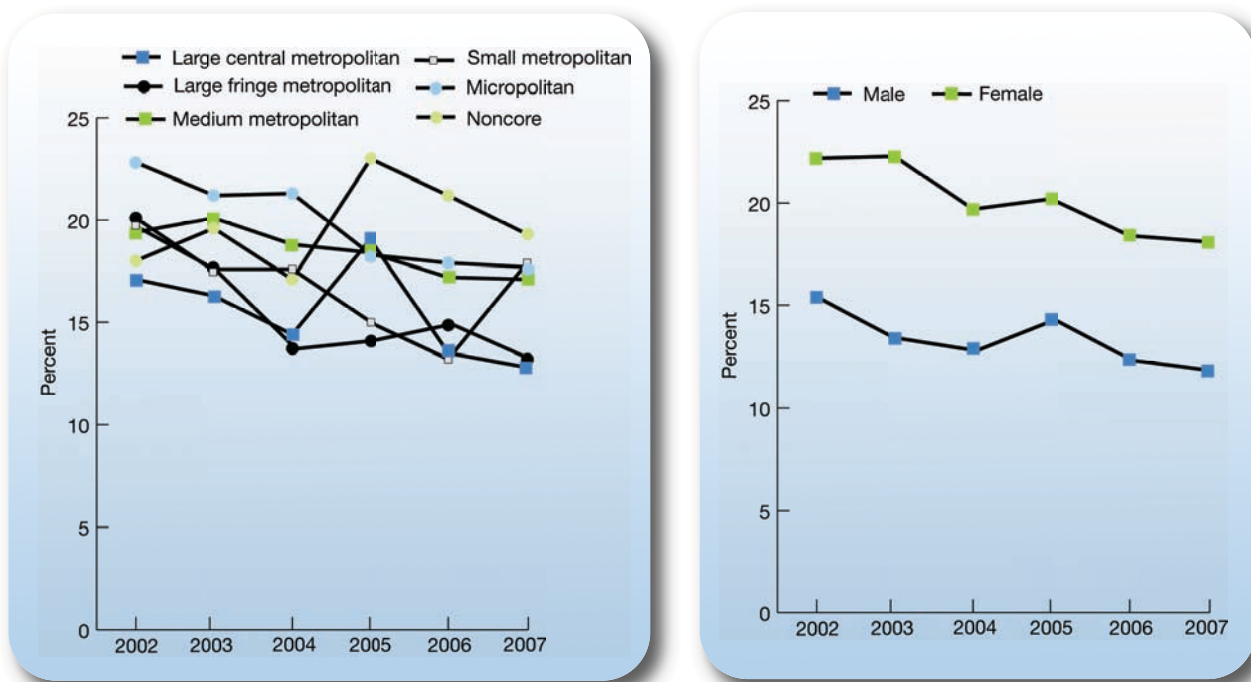 Large central metropolitan
Small metropolitan
Large fringe metropolitan
Micropolitan
Medium metropolitan
Noncore
25
20
15
10
5
0
Percent
2002 2003 2004 2005 2006 2007
Male Female
25
20
15
10
5
0
Percent
2002 2003 2004 2005 2006 2007